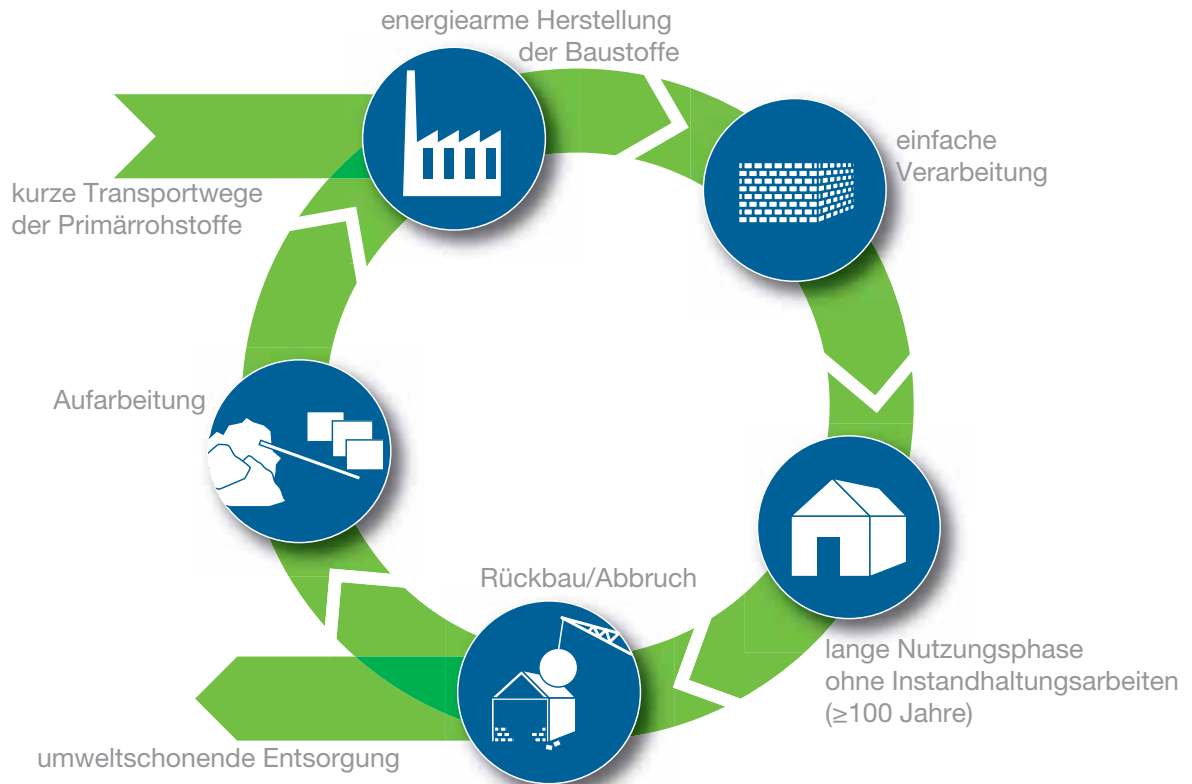 energiearme Herstellung
der Baustoffe
einfache
Verarbeitung
kurze Transportwege
der Primärrohstoffe
Aufarbeitung
Rückbau/Abbruch
lange Nutzungsphase
ohne Instandhaltungsarbeiten
(≥100 Jahre)
umweltschonende Entsorgung